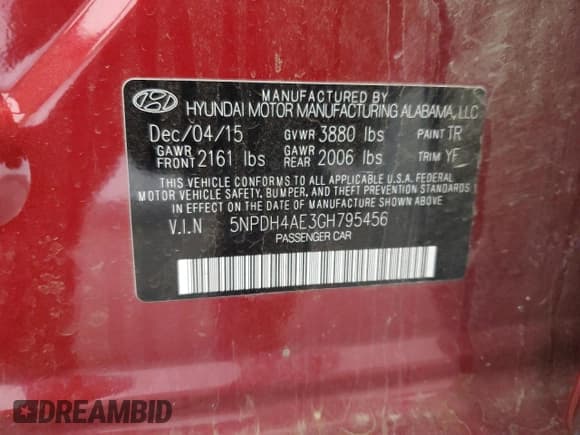 MANUFACTURED BY
HYUNDAI MOTOR MANUFACTURING ALABAMA, LLC
Dec/04/15 GVWR 3880 lbs PAINT TR
GAWR FRONT 2161 lbs GAWR REAR 2006 lbs TRIM YF
THIS VEHICLE CONFORMS TO ALL APPLICABLE U.S.A. FEDERAL
MOTOR VEHICLE SAFETY, BUMPER, AND THEFT PREVENTION
STANDARDS IN EFFECT ON THE DATE OF MANUFACTURE SHOWN
ABOVE.
V.I.N 5NPDH4AE3GH795456
PASSENGER CAR
DREAMBID